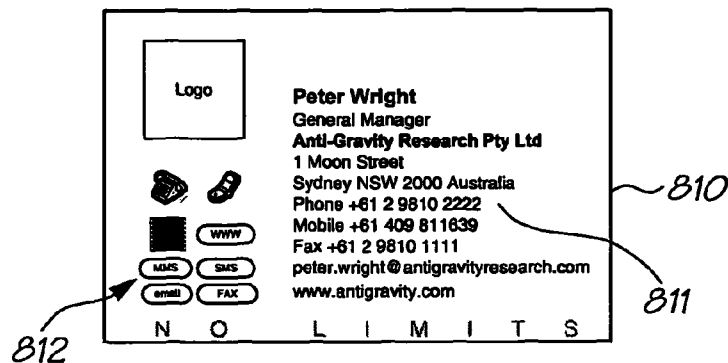 Logo
Peter Wright
General Manager
Anti-Gravity Research Pty Ltd
1 Moon Street
Sydney NSW 2000 Australia
Phone +61 2 9810 2222
Mobile +61 409 811639
Fax +61 2 9810 1111
peter.wright@antigravityresearch.com
www.antigravity.com
WWW
MMS SMS
email FAX
NO LIMITS
810
811
812